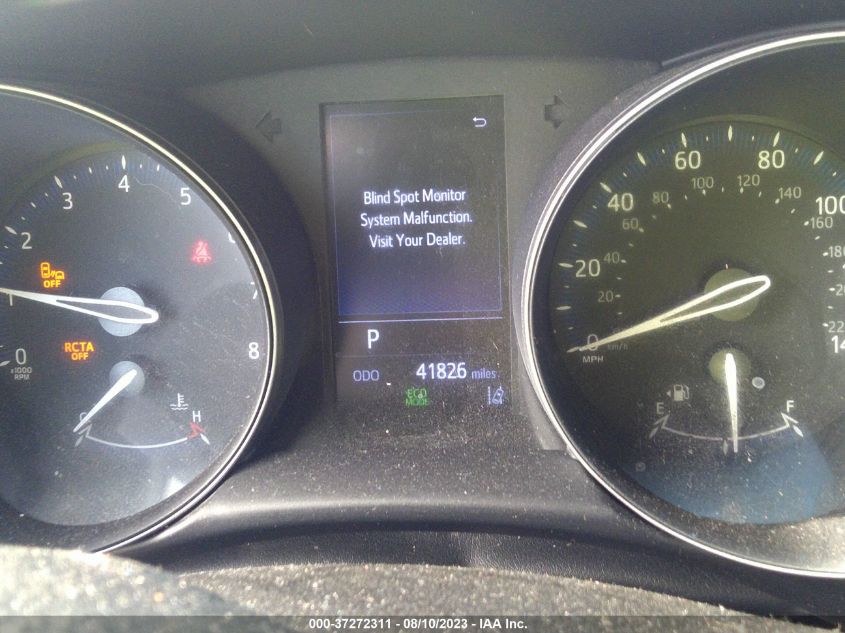 Blind Spot Monitor
System Malfunction.
Visit Your Dealer.
P
ODO 41826 miles
ECO
MODE
0
1
2
3
4
5
7
8
x1000
RPM
OFF
RCTA
OFF
H
0
20
40
60
80
100
MPH
km/h
20
40
60
80
100
120
140
160
E
F
000-37272311 - 08/10/2023 - IAA Inc.